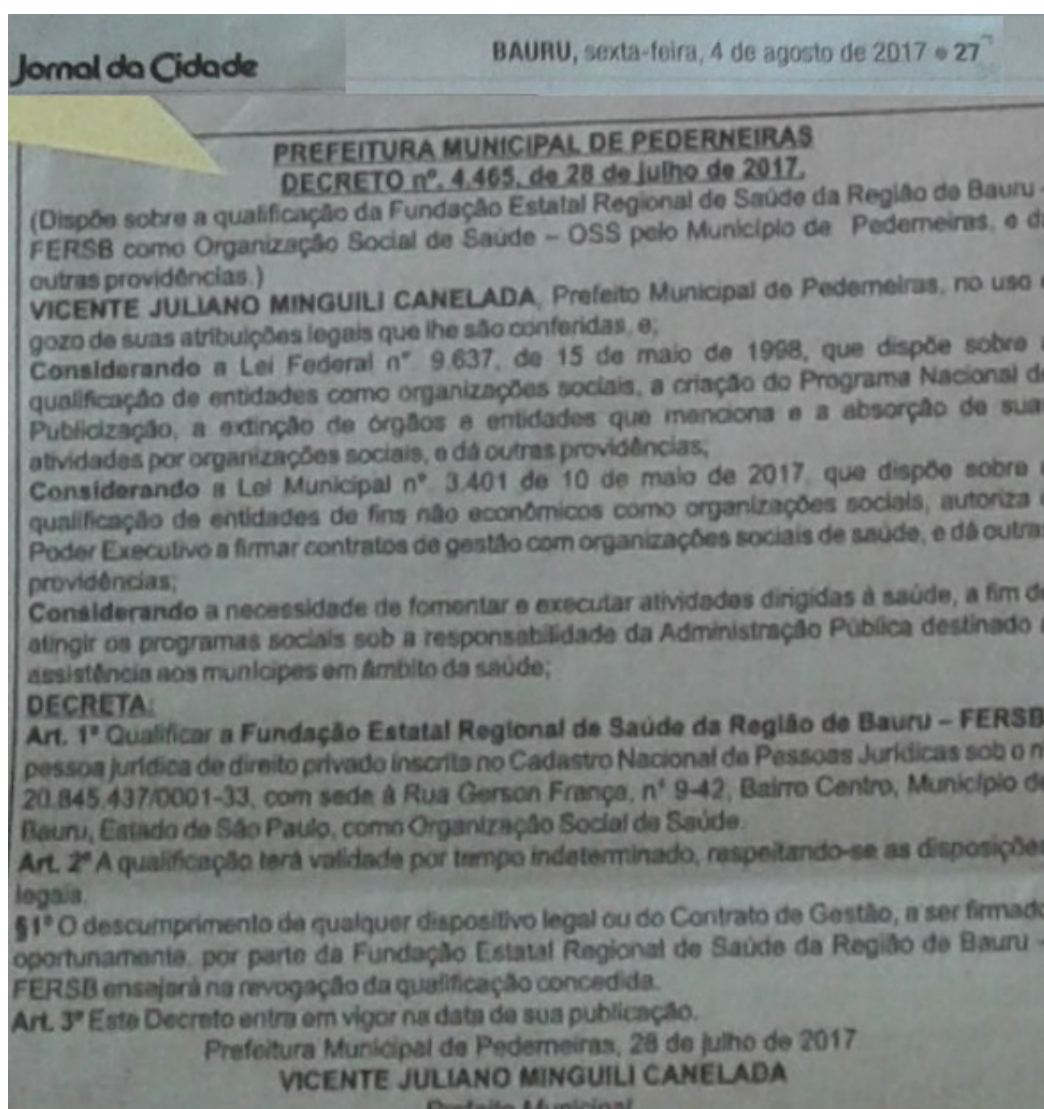 Jornal da Cidade
BAURU, sexta-feira, 4 de agosto de 2017 • 27
PREFEITURA MUNICIPAL DE PEDERNEIRAS
DECRETO nº. 4.465, de 28 de julho de 2017.
(Dispõe sobre a qualificação da Fundação Estatal Regional de Saúde da Região de Bauru -
FERSB como Organização Social de Saúde – OSS pelo Município de Pederneiras, e
outras providências.)
VICENTE JULIANO MINGUILI CANELADA, Prefeito Municipal de Pederneiras, no uso
gozo de suas atribuições legais que lhe são conferidas, e;
Considerando a Lei Federal nº 9.637, de 15 de maio de 1998, que dispõe sobre
qualificação de entidades como organizações sociais, a criação do Programa Nacional
Publicização, a extinção de órgãos e entidades que menciona e a absorção de
atividades por organizações sociais, e dá outras providências;
Considerando a Lei Municipal nº. 3.401 de 10 de maio de 2017, que dispõe sobre
qualificação de entidades de fins não econômicos como organizações sociais, autoriza
Poder Executivo a firmar contratos de gestão com organizações sociais de saúde, e dá
providências;
Considerando a necessidade de fomentar e executar atividades dirigidas à saúde, a fim
atingir os programas sociais sob a responsabilidade da Administração Pública destinado
assistência aos munícipes em âmbito da saúde;
DECRETA:
Art. 1º Qualificar a Fundação Estatal Regional de Saúde da Região de Bauru – FERSB
pessoa jurídica de direito privado inscrita no Cadastro Nacional de Pessoas Jurídicas sob o
20.845.437/0001-33, com sede à Rua Gerson França, nº 9-42, Bairro Centro, Município
Bauru, Estado de São Paulo, como Organização Social de Saúde.
Art. 2º A qualificação terá validade por tempo indeterminado, respeitando-se as disposições
legais.
§1º O descumprimento de qualquer dispositivo legal ou do Contrato de Gestão, a ser firmado
oportunamente, por parte da Fundação Estatal Regional de Saúde da Região de Bauru -
FERSB ensejará na revogação da qualificação concedida.
Art. 3º Este Decreto entra em vigor na data de sua publicação.
Prefeitura Municipal de Pederneiras, 28 de julho de 2017
VICENTE JULIANO MINGUILI CANELADA
Prefeito Municipal